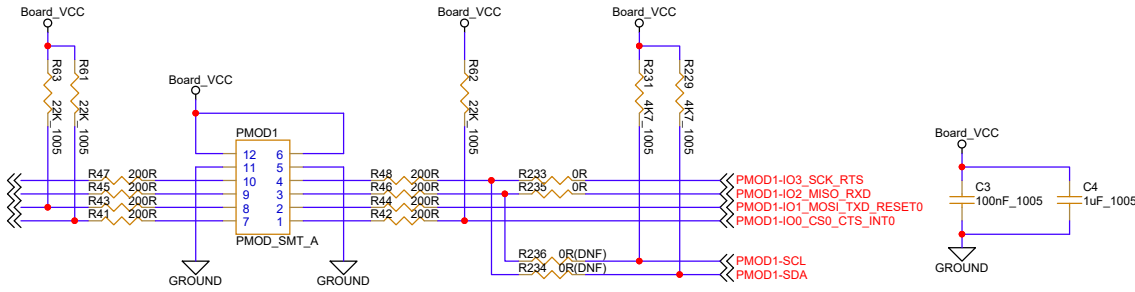 Board_VCC
Board_VCC
Board_VCC
R63
22K_1005
R61
22K_1005
R62
22K_1005
R231
4K7_1005
R229
4K7_1005
Board_VCC
PMOD1
Board_VCC
12 6
11 5
R47 200R 10 4 R48 200R R233 0R PMOD1-IO3_SCK_RTS
R45 200R 9 3 R46 200R R235 0R PMOD1-IO2_MISO_RXD
R43 200R 8 2 R44 200R PMOD1-IO1_MOSI_TXD_RESET0
R41 200R 7 1 R42 200R PMOD1-IO0_CS0_CTS_INT0
PMOD_SMT_A
C3
100nF_1005
C4
1uF_1005
R236 0R(DNF) PMOD1-SCL
R234 0R(DNF) PMOD1-SDA
GROUND
GROUND
GROUND